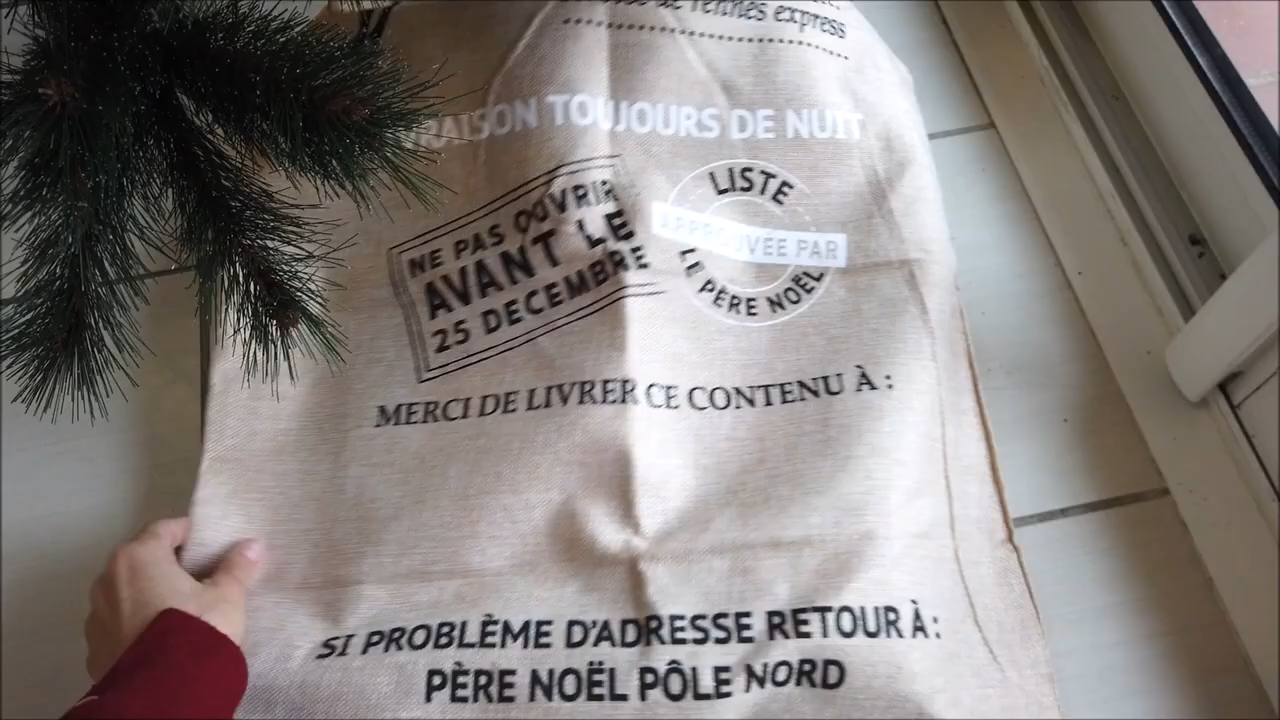 de rennes express
TOUJOURS DE NUIT
NE PAS OUVRIR
AVANT LE
25 DECEMBRE
LISTE
APPROUVÉE PAR
LE PÈRE NOËL
MERCI DE LIVRER CE CONTENU À :
SI PROBLÈME D'ADRESSE RETOUR À :
PÈRE NOËL PÔLE NORD